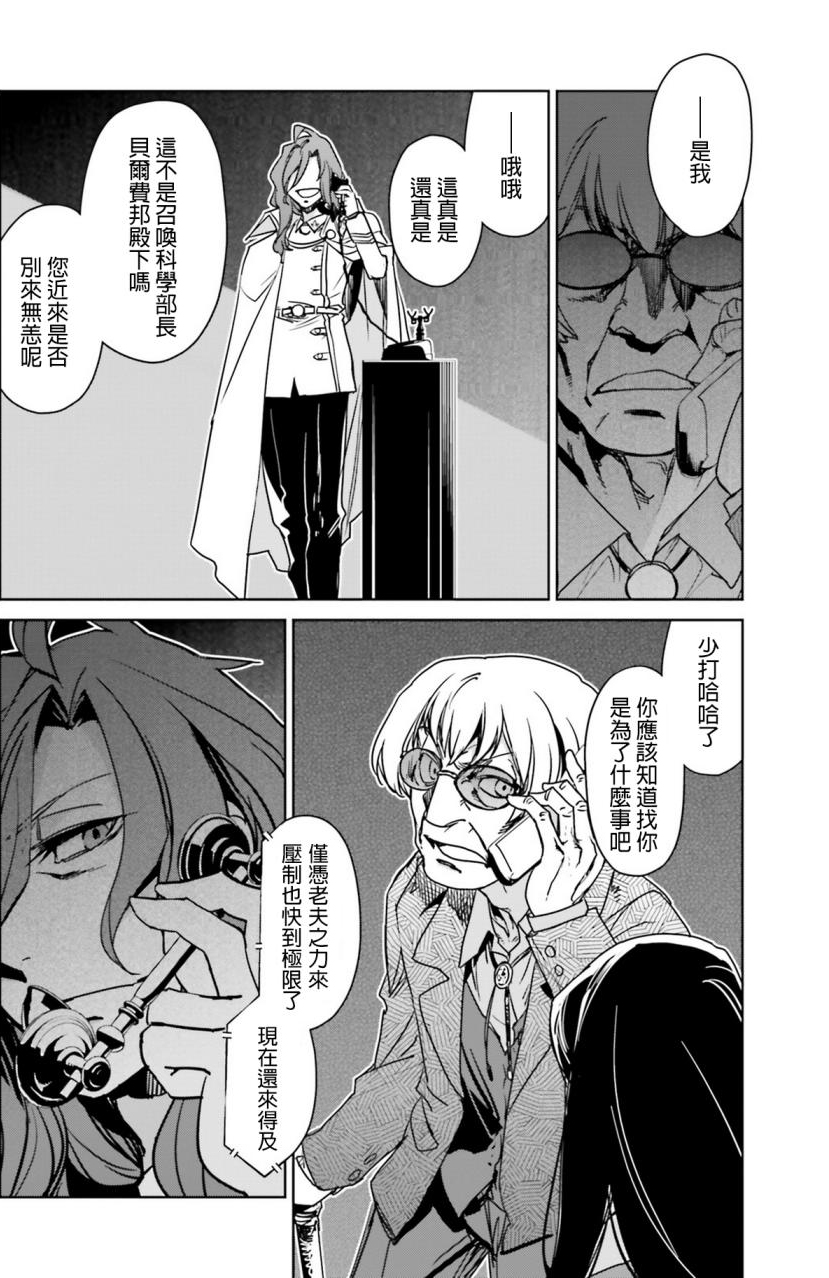 ——是我
——哦哦
這真是
還真是
這不是召喚科學部長
貝爾費邦殿下嗎
您近來是否
別來無恙呢
少打哈哈了
你應該知道找你
是為了什麼事吧
僅憑老夫之力來
壓制也快到極限了
現在還來得及